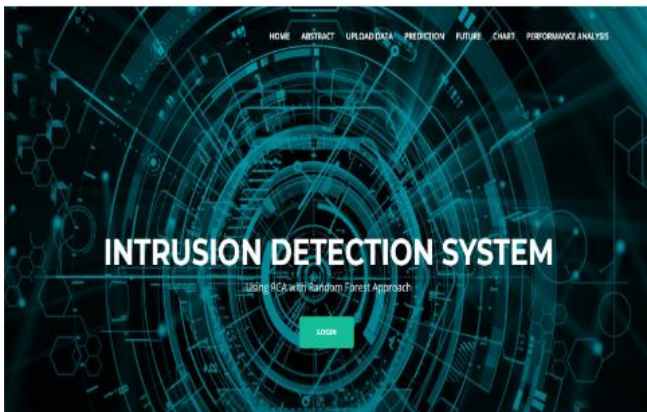 HOME ABSTRACT UPLOAD DATA PREDICTION FUTURE CHART PERFORMANCE ANALYSIS
INTRUSION DETECTION SYSTEM
Using PCA with Random Forest Approach
LOGIN